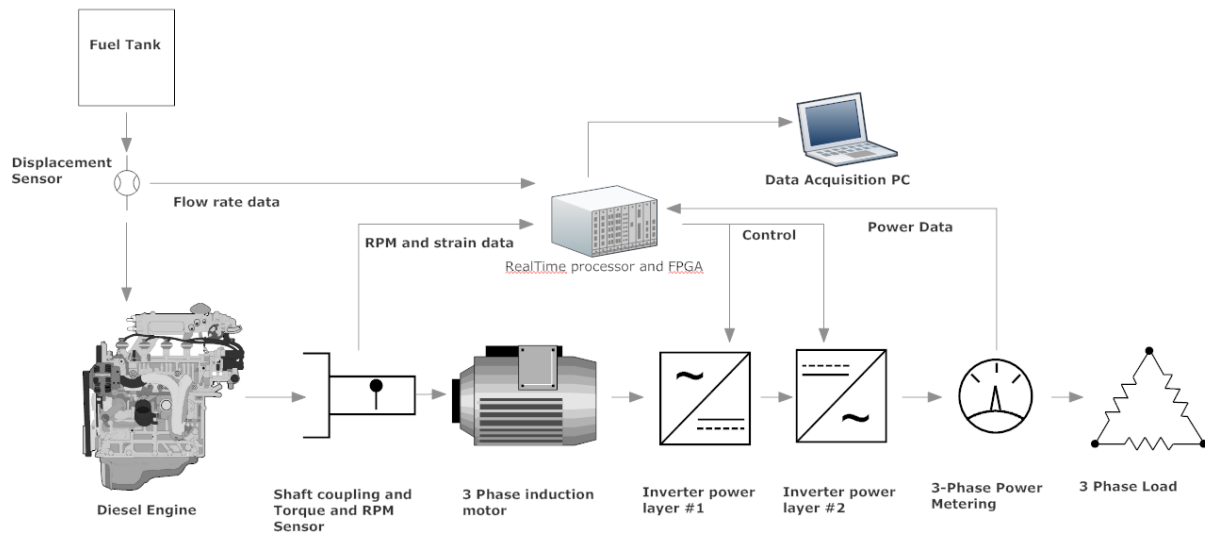 Fuel Tank
Displacement
Sensor
Flow rate data
Data Acquisition PC
RPM and strain data
Control
Power Data
RealTime processor and FPGA
Diesel Engine
Shaft coupling and
Torque and RPM
Sensor
3 Phase induction
motor
Inverter power
layer #1
Inverter power
layer #2
3-Phase Power
Metering
3 Phase Load